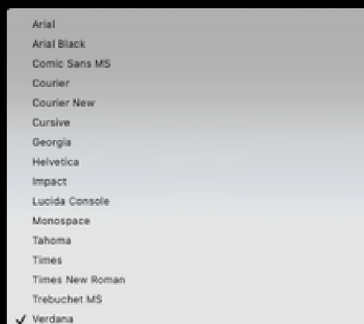 Arial
Arial Black
Comic Sans MS
Courier
Courier New
Cursive
Georgia
Helvetica
Impact
Lucida Console
Monospace
Tahoma
Times
Times New Roman
Trebuchet MS
✓ Verdana